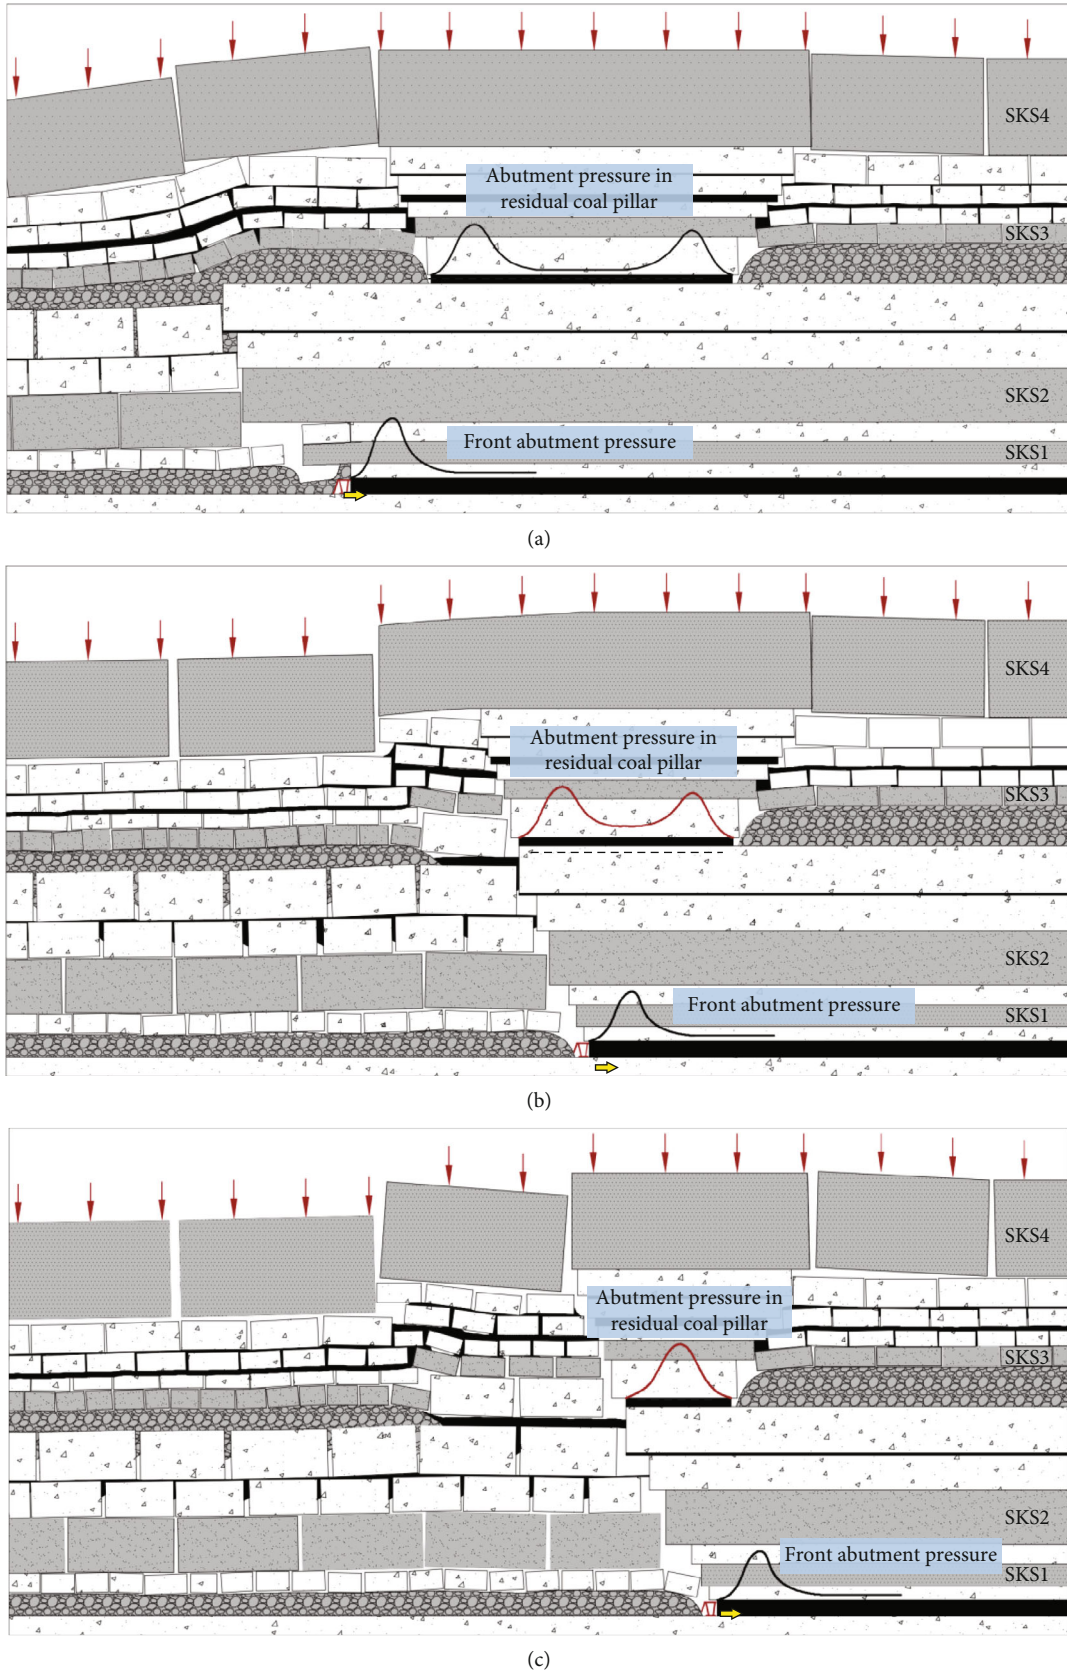 SKS4
Abutment pressure in
residual coal pillar
SKS3
SKS2
Front abutment pressure
SKS1
(a)
SKS4
Abutment pressure in
residual coal pillar
SKS3
SKS2
Front abutment pressure
SKS1
(b)
SKS4
Abutment pressure in
residual coal pillar
SKS3
SKS2
Front abutment pressure
SKS1
(c)